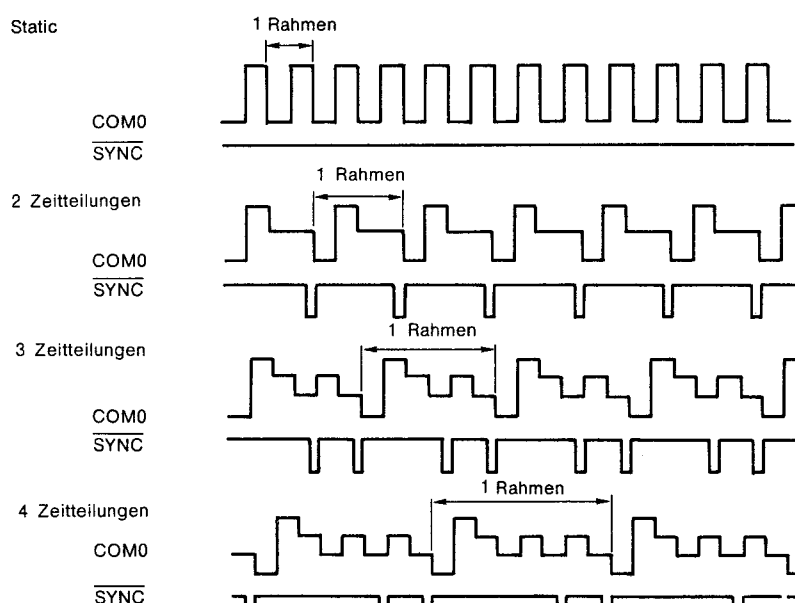 Static
1 Rahmen
COM0
SYNC
1 Rahmen
2 Zeitteilungen
COM0
SYNC
1 Rahmen
3 Zeitteilungen
COM0
SYNC
1 Rahmen
4 Zeitteilungen
COM0
SYNC